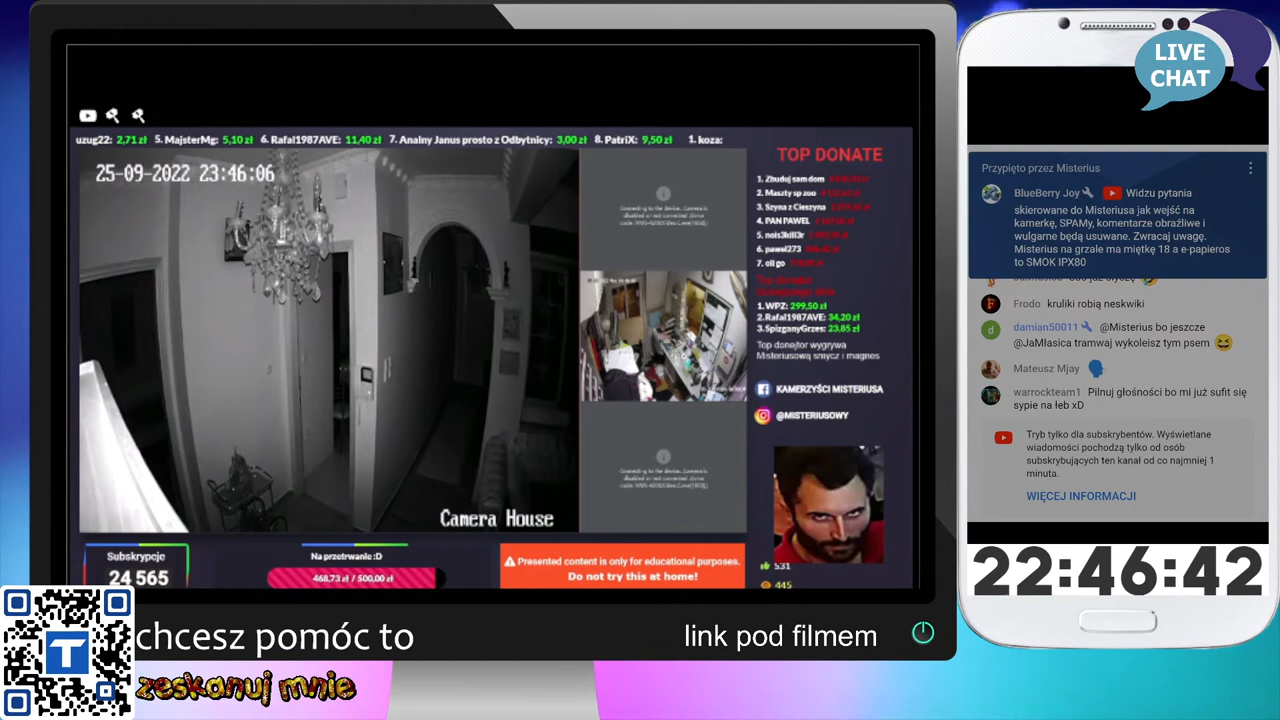 LIVE
CHAT
uzug22: 2,71 zł 5. MajsterMg: 5,10 zł 6. Rafal1987AVE: 11,40 zł 7. Analny Janus prosto z Odbytnicy: 3,00 zł 8. PatriX: 9,50 zł 1. koza:
25-09-2022 23:46:06
Camera House
TOP DONATE
1. Zbuduj sam dom
2. Maszty sp zoo
3. Szyna z Cieszyna
4. PAN PAWEL
5. nois3kill3r
6. pawel273
7. oli go
1. WPZ: 299,50 zł
2. Rafal1987AVE: 34,20 zł
3. SpizganyGrzes: 23,85 zł
Top donejtor wygrywa
Misteriusową smycz i magnes
KAMERZYŚCI MISTERIUSA
@MISTERIUSOWY
531
445
Subskrypcje
24 565
Na przetrwanie :D
468,73 zł / 500,00 zł
Presented content is only for educational purposes.
Do not try this at home!
Przypięto przez Misterius
BlueBerry Joy Widzu pytania
skierowane do Misteriusa jak wejść na
kamerkę, SPAMy, komentarze obraźliwe i
wulgarne będą usuwane. Zwracaj uwagę.
Misterius na grzale ma miętkę 18 a e-papieros
to SMOK IPX80
Frodo kruliki robią neskwiki
damian50011 @Misterius bo jeszcze
@JaMłasica tramwaj wykoleisz tym psem
Mateusz Mjay
warrockteam1 Pilnuj głośności bo mi już sufit się
sypie na łeb xD
Tryb tylko dla subskrybentów. Wyświetlane
wiadomości pochodzą tylko od osób
subskrybujących ten kanał od co najmniej 1
minuta.
WIĘCEJ INFORMACJI
22:46:42
chcesz pomóc to
link pod filmem
T
zeskanuj mnie